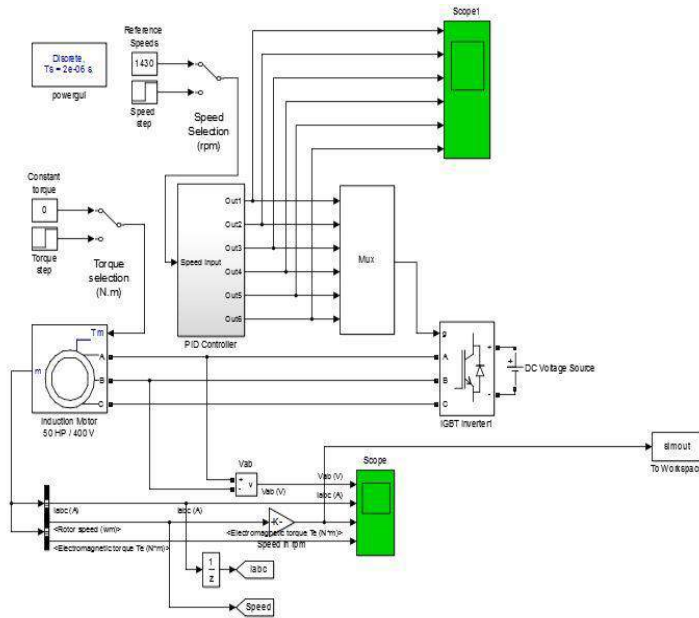 Scope1
Reference
Speeds
Discrete,
Ts = 2e-06 s.
powergui
1430
Speed
step
Speed
Selection
(rpm)
Constant
torque
0
Torque
step
Torque
selection
(N.m)
Speed Input
Out1
Out2
Out3
Out4
Out5
Out6
PID Controller
Mux
Tm
m
A
B
C
Induction Motor
50 HP / 400 V
g
A
B
C
+
-
IGBT Inverter1
+
DC Voltage Source
simout
To Workspac
Vab
+
-
v
Vab (V)
Scope
Vab (V)
Iabc (A)
Iabc (A)
Iabc (A)
<Rotor speed (wm)>
-K-
<Electromagnetic torque Te (N*m)>
<Electromagnetic torque Te (N*m)>
Speed in rpm
1
z
Iabc
Speed